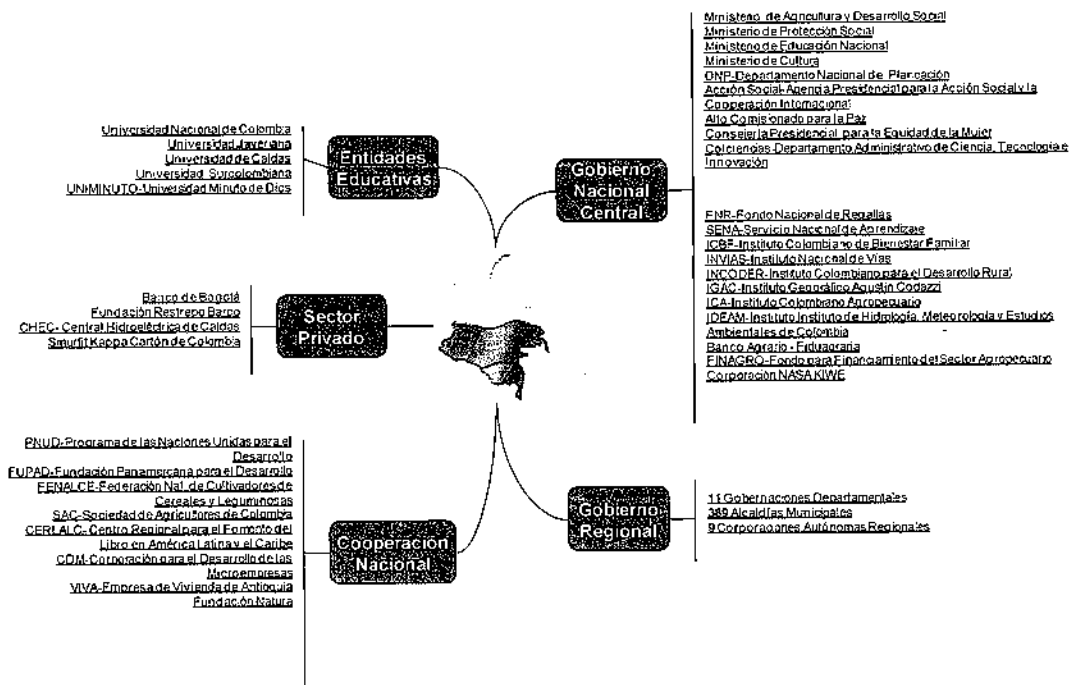 Entidades
Educativas
Universidad Nacional de Colombia
Universidad Javeriana
Universidad de Caldas
Universidad Surcolombiana
UNIMINUTO-Universidad Minuto de Dios
Gobierno
Nacional
Central
Ministerio de Agricultura y Desarrollo Social
Ministerio de Protección Social
Ministerio de Educación Nacional
Ministerio de Cultura
DNP-Departamento Nacional de Planeación
Acción Social-Agencia Presidencial para la Acción Social y la
Cooperación Internacional
Alto Comisionado para la Paz
Consejería Presidencial para la Equidad de la Mujer
Colciencias-Departamento Administrativo de Ciencia, Tecnología e
Innovación
FNR-Fondo Nacional de Regalías
SENA-Servicio Nacional de Aprendizaje
ICBF-Instituto Colombiano de Bienestar Familiar
INVIAS-Instituto Nacional de Vías
INCODER-Instituto Colombiano para el Desarrollo Rural
IGAC-Instituto Geográfico Agustín Codazzi
ICA-Instituto Colombiano Agropecuario
IDEAM-Instituto Instituto de Hidrología, Meteorología y Estudios
Ambientales de Colombia
Banco Agrario - Fiduagraria
FINAGRO-Fondo para Financiamiento del Sector Agropecuario
Corporación NASA KIWE
Sector
Privado
Banco de Bogotá
Fundación Restrepo Barco
CHEC- Central Hidroeléctrica de Caldas
Smurfit Kappa Cartón de Colombia
Cooperación
Nacional
PNUD-Programa de las Naciones Unidas para el
Desarrollo
FUPAD-Fundación Panamericana para el Desarrollo
FENALCE-Federación Nal. de Cultivadores de
Cereales y Leguminosas
SAC-Sociedad de Agricultores de Colombia
CERLALC- Centro Regional para el Fomento del
Libro en América Latina y el Caribe
CDM-Corporación para el Desarrollo de las
Microempresas
VIVA-Empresa de Vivienda de Antioquia
Fundación Natura
Gobierno
Regional
11 Gobernaciones Departamentales
389 Alcaldías Municipales
9 Corporaciones Autónomas Regionales